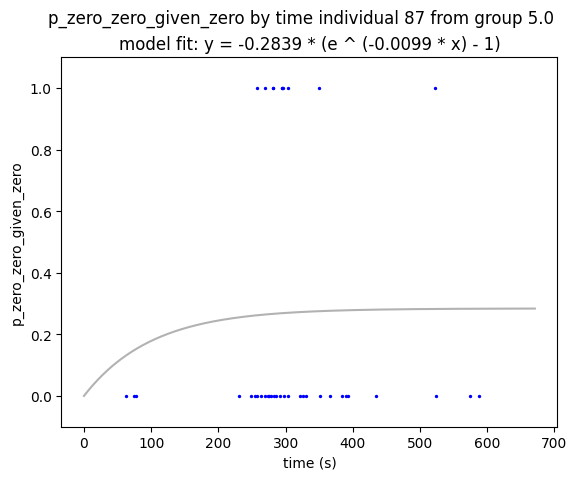 p_zero_zero_given_zero by time individual 87 from group 5.0
model fit: y = -0.2839 * (e ^ (-0.0099 * x) - 1)
1.0
0.8
0.6
0.4
0.2
0.0
p_zero_zero_given_zero
0 100 200 300 400 500 600 700
time (s)